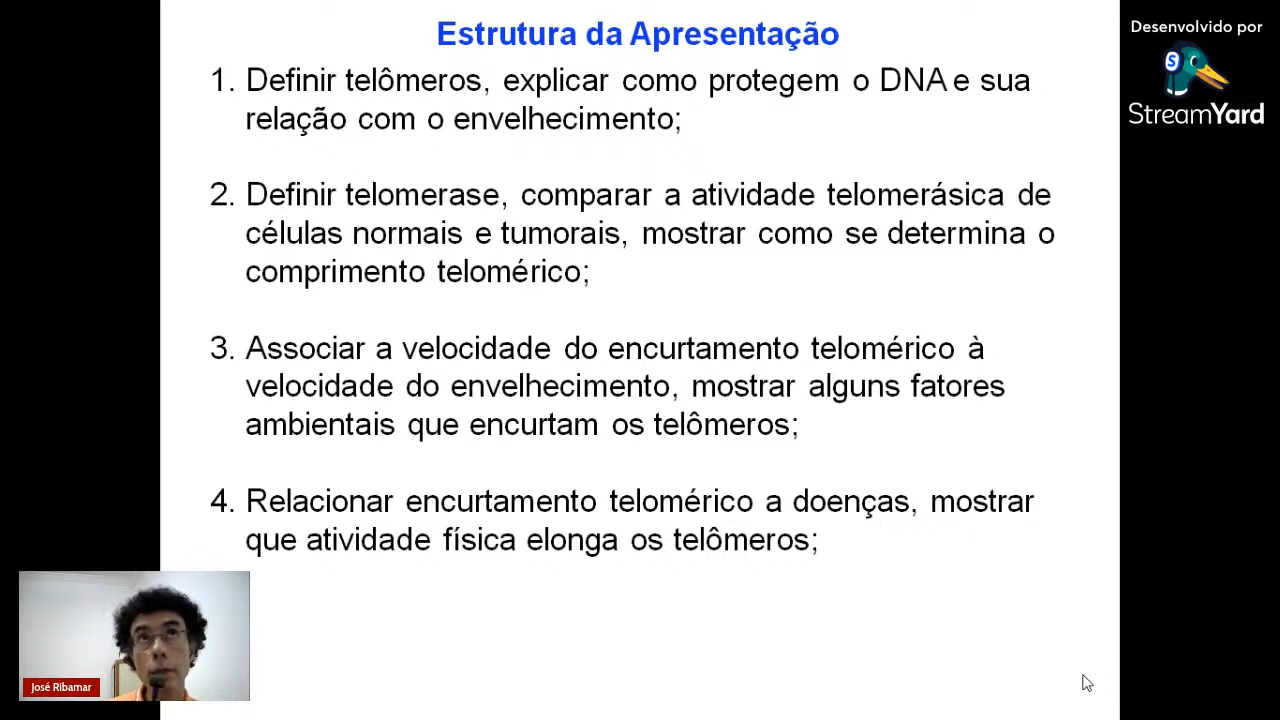 Estrutura da Apresentação
1. Definir telômeros, explicar como protegem o DNA e sua
relação com o envelhecimento;
2. Definir telomerase, comparar a atividade telomerásica de
células normais e tumorais, mostrar como se determina o
comprimento telomérico;
3. Associar a velocidade do encurtamento telomérico à
velocidade do envelhecimento, mostrar alguns fatores
ambientais que encurtam os telômeros;
4. Relacionar encurtamento telomérico a doenças, mostrar
que atividade física elonga os telômeros;
Desenvolvido por
S
StreamYard
José Ribamar